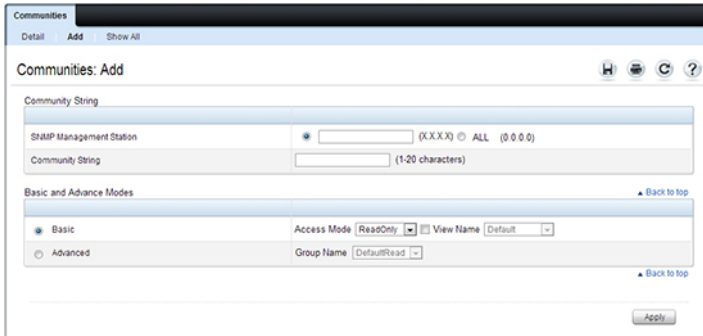 Communities
Detail Add Show All
Communities: Add
?
Community String
SNMP Management Station (X.X.X.X) ALL (0.0.0.0)
Community String (1-20 characters)
Basic and Advance Modes ▲ Back to top
Basic Access Mode ReadOnly View Name Default
Advanced Group Name DefaultRead
▲ Back to top
Apply